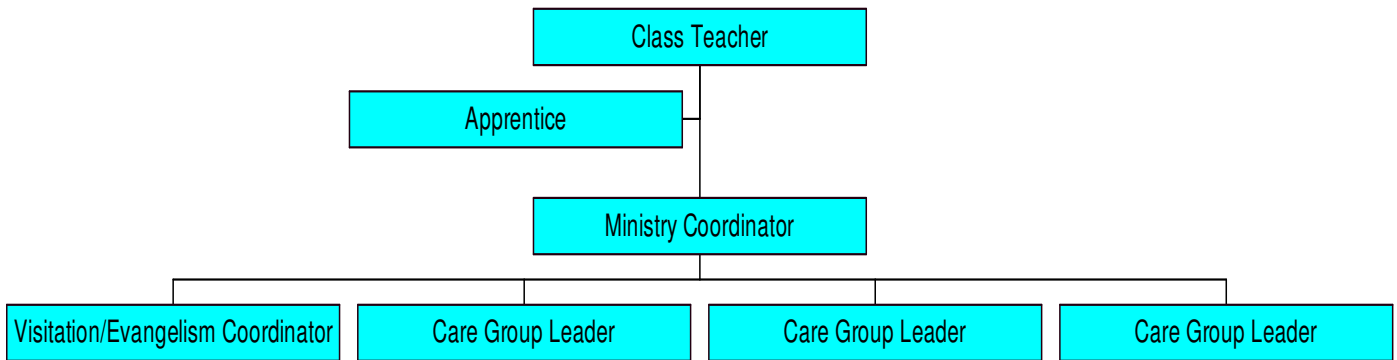 Class Teacher
Apprentice
Ministry Coordinator
Visitation/Evangelism Coordinator
Care Group Leader
Care Group Leader
Care Group Leader